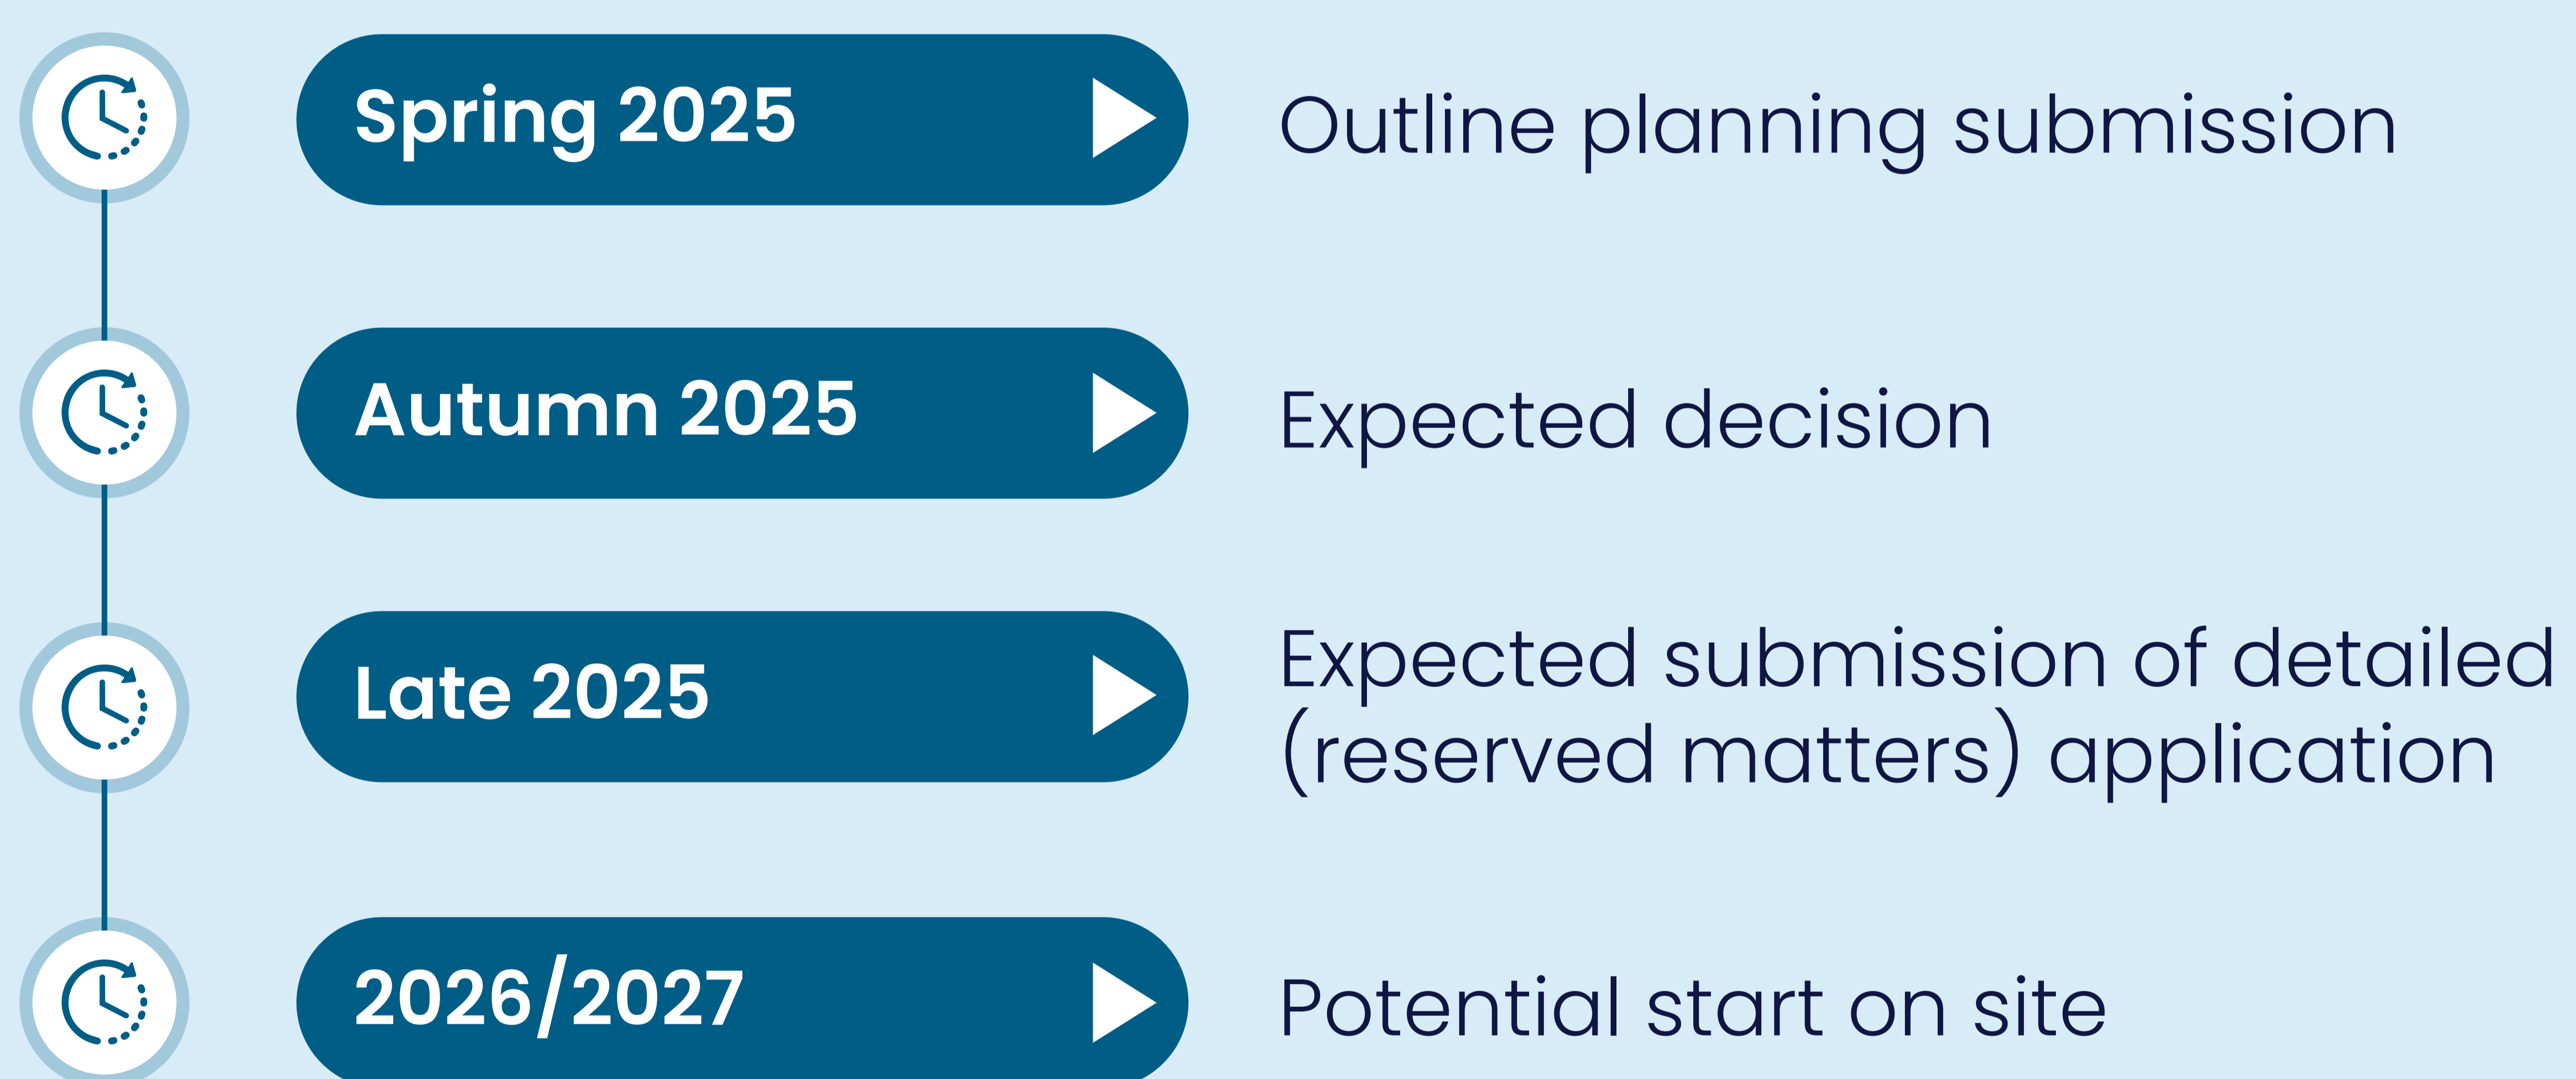 Spring 2025
Outline planning submission
Autumn 2025
Expected decision
Late 2025
Expected submission of detailed
(reserved matters) application
2026/2027
Potential start on site